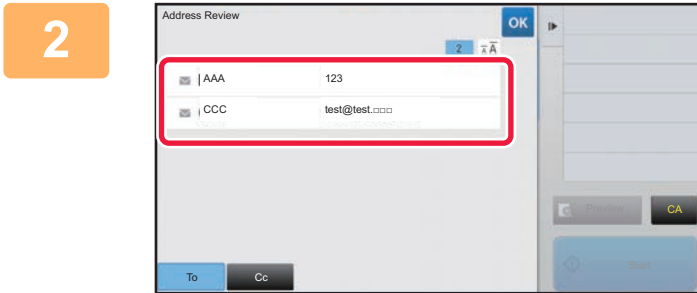 2
Address Review
OK
2
AAA 123
CCC test@test.□□□
Preview
CA
To Cc
Start